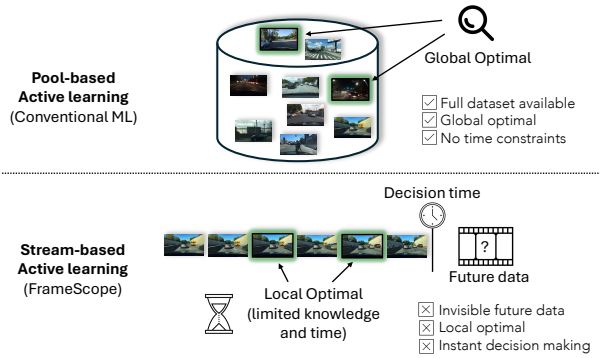 Pool-based
Active learning
(Conventional ML)
Global Optimal
Full dataset available
Global optimal
No time constraints
Decision time
Stream-based
Active learning
(FrameScope)
?
Future data
Local Optimal
(limited knowledge
and time)
Invisible future data
Local optimal
Instant decision making